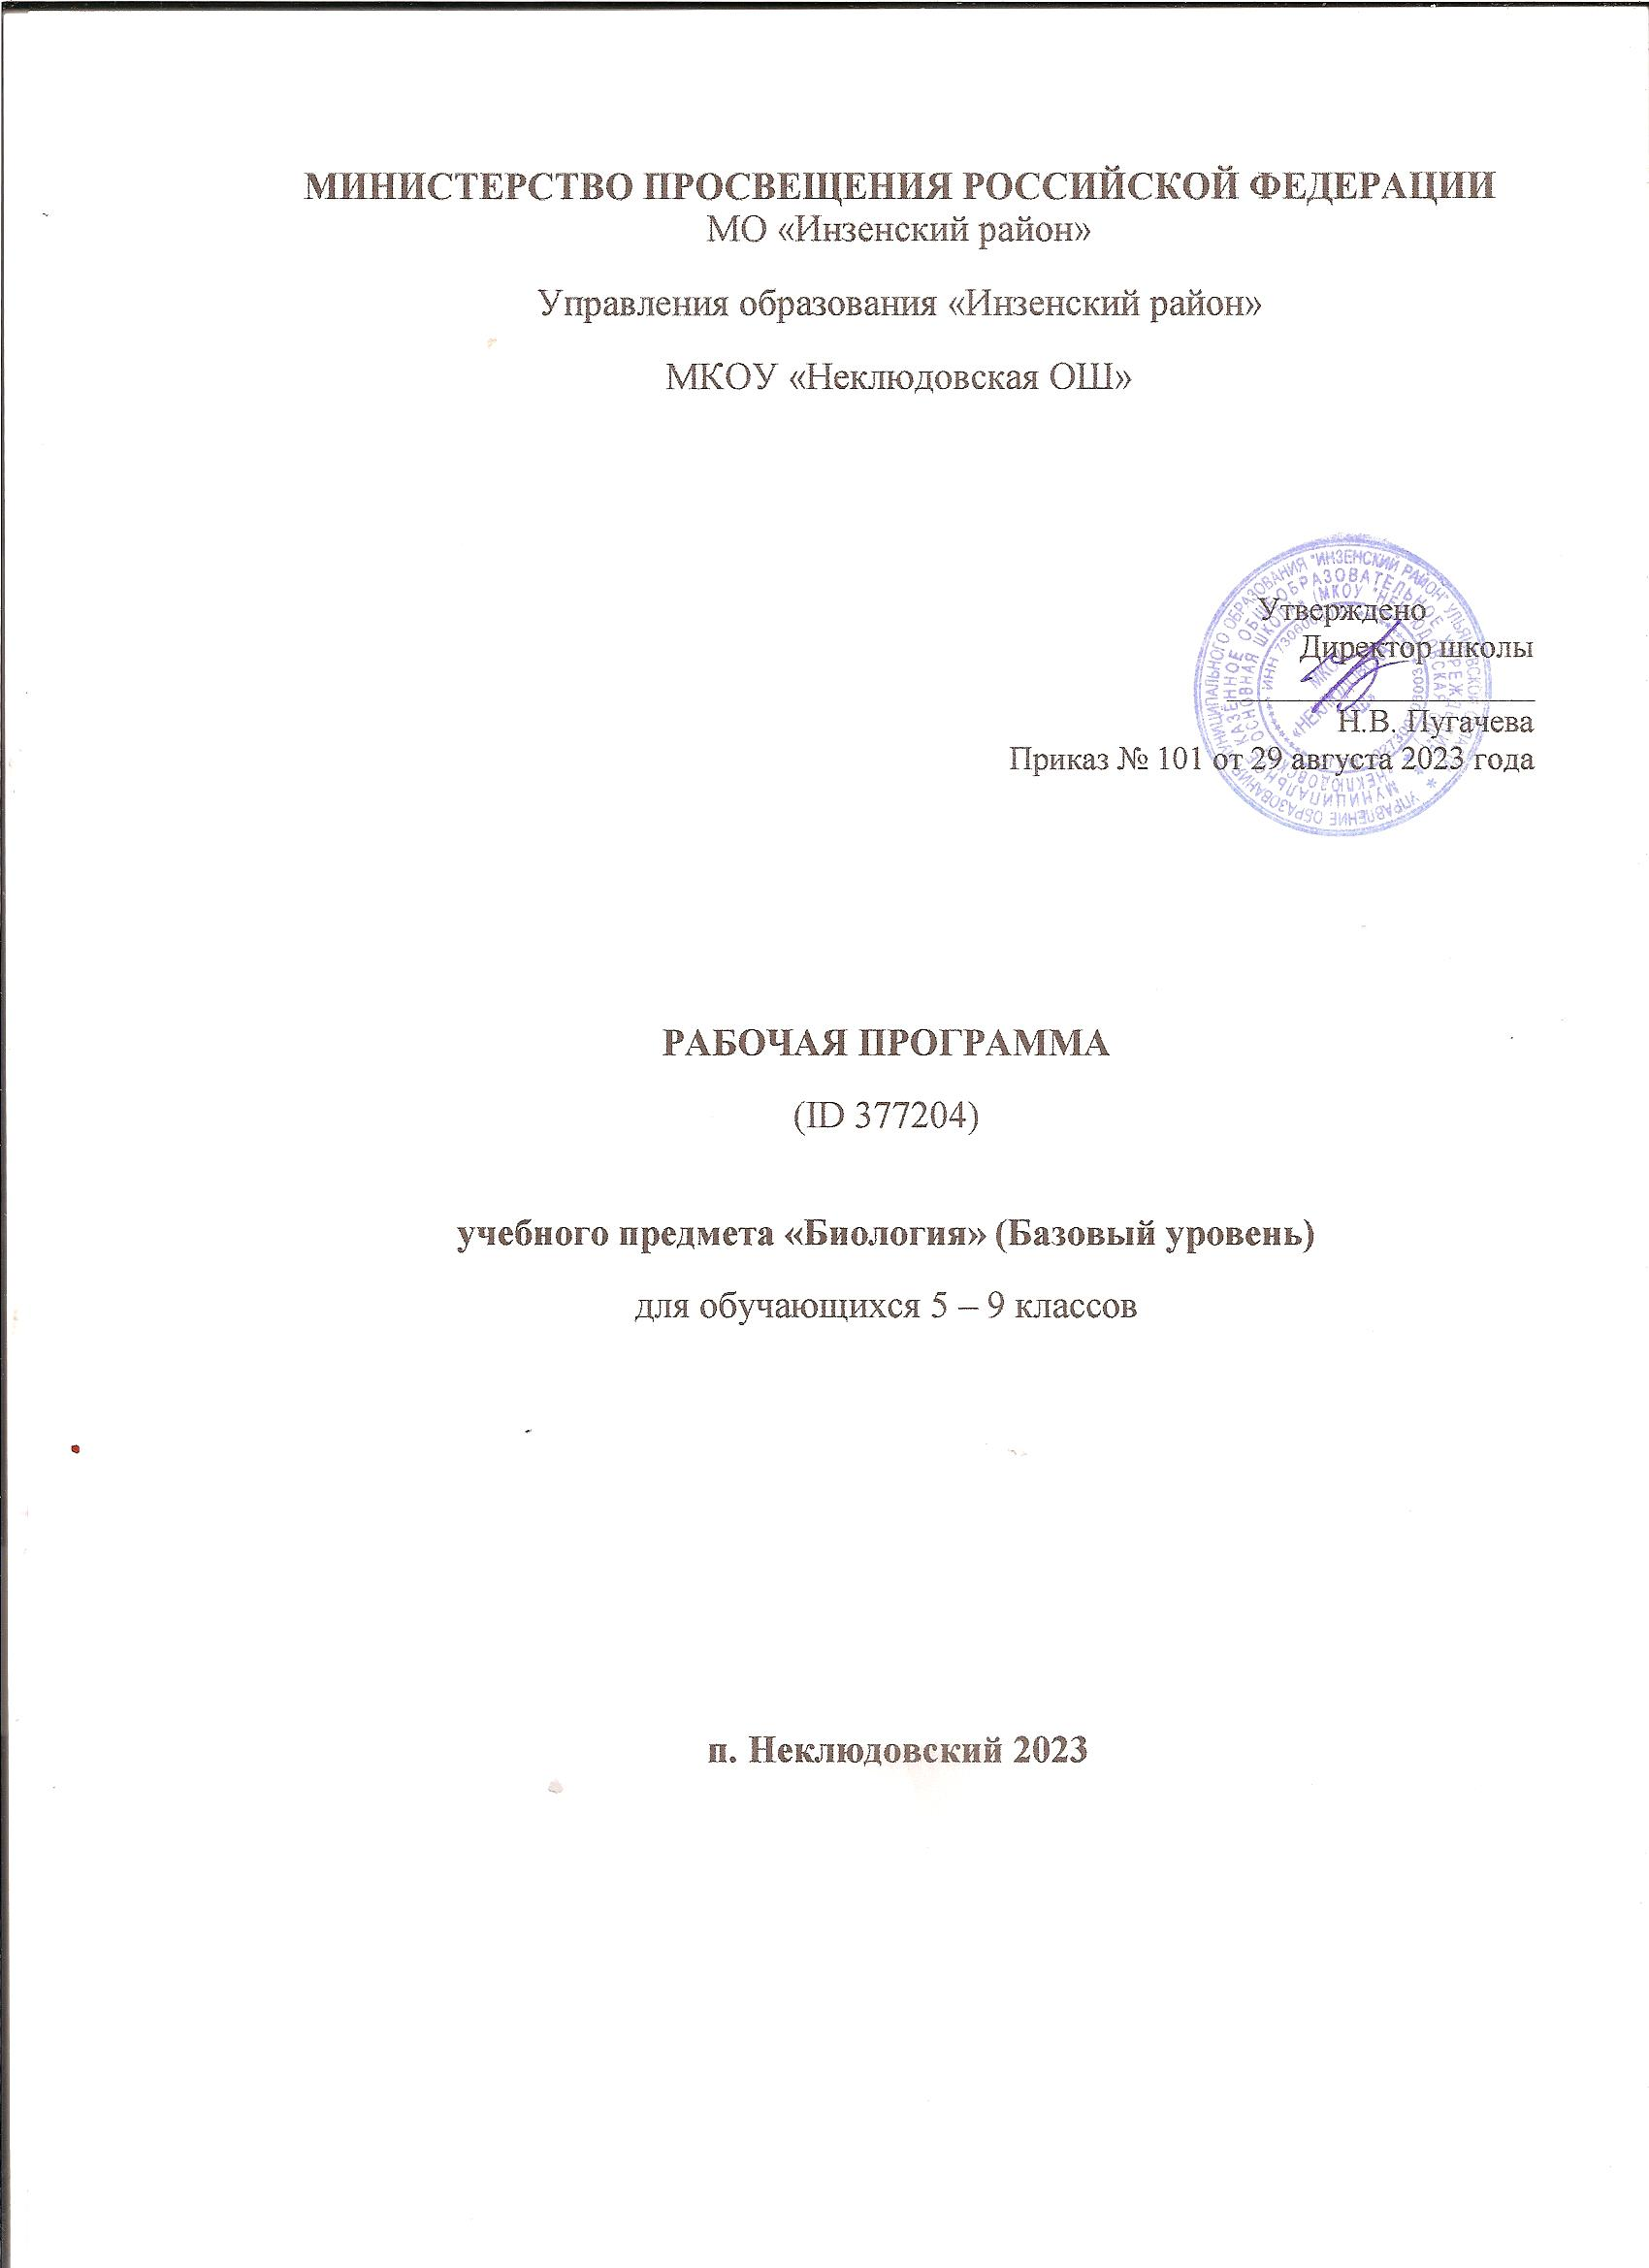 МИНИСТЕРСТВО ПРОСВЕЩЕНИЯ РОССИЙСКОЙ ФЕДЕРАЦИИ
МО «Инзенский район»
Управления образования «Инзенский район»
МКОУ «Неклюдовская ОШ»
Утверждено
Директор школы
Н.В. Пугачева
Приказ № 101 от 29 августа 2023 года
РАБОЧАЯ ПРОГРАММА
(ID 377204)
учебного предмета «Биология» (Базовый уровень)
для обучающихся 5 – 9 классов
п. Неклюдовский 2023